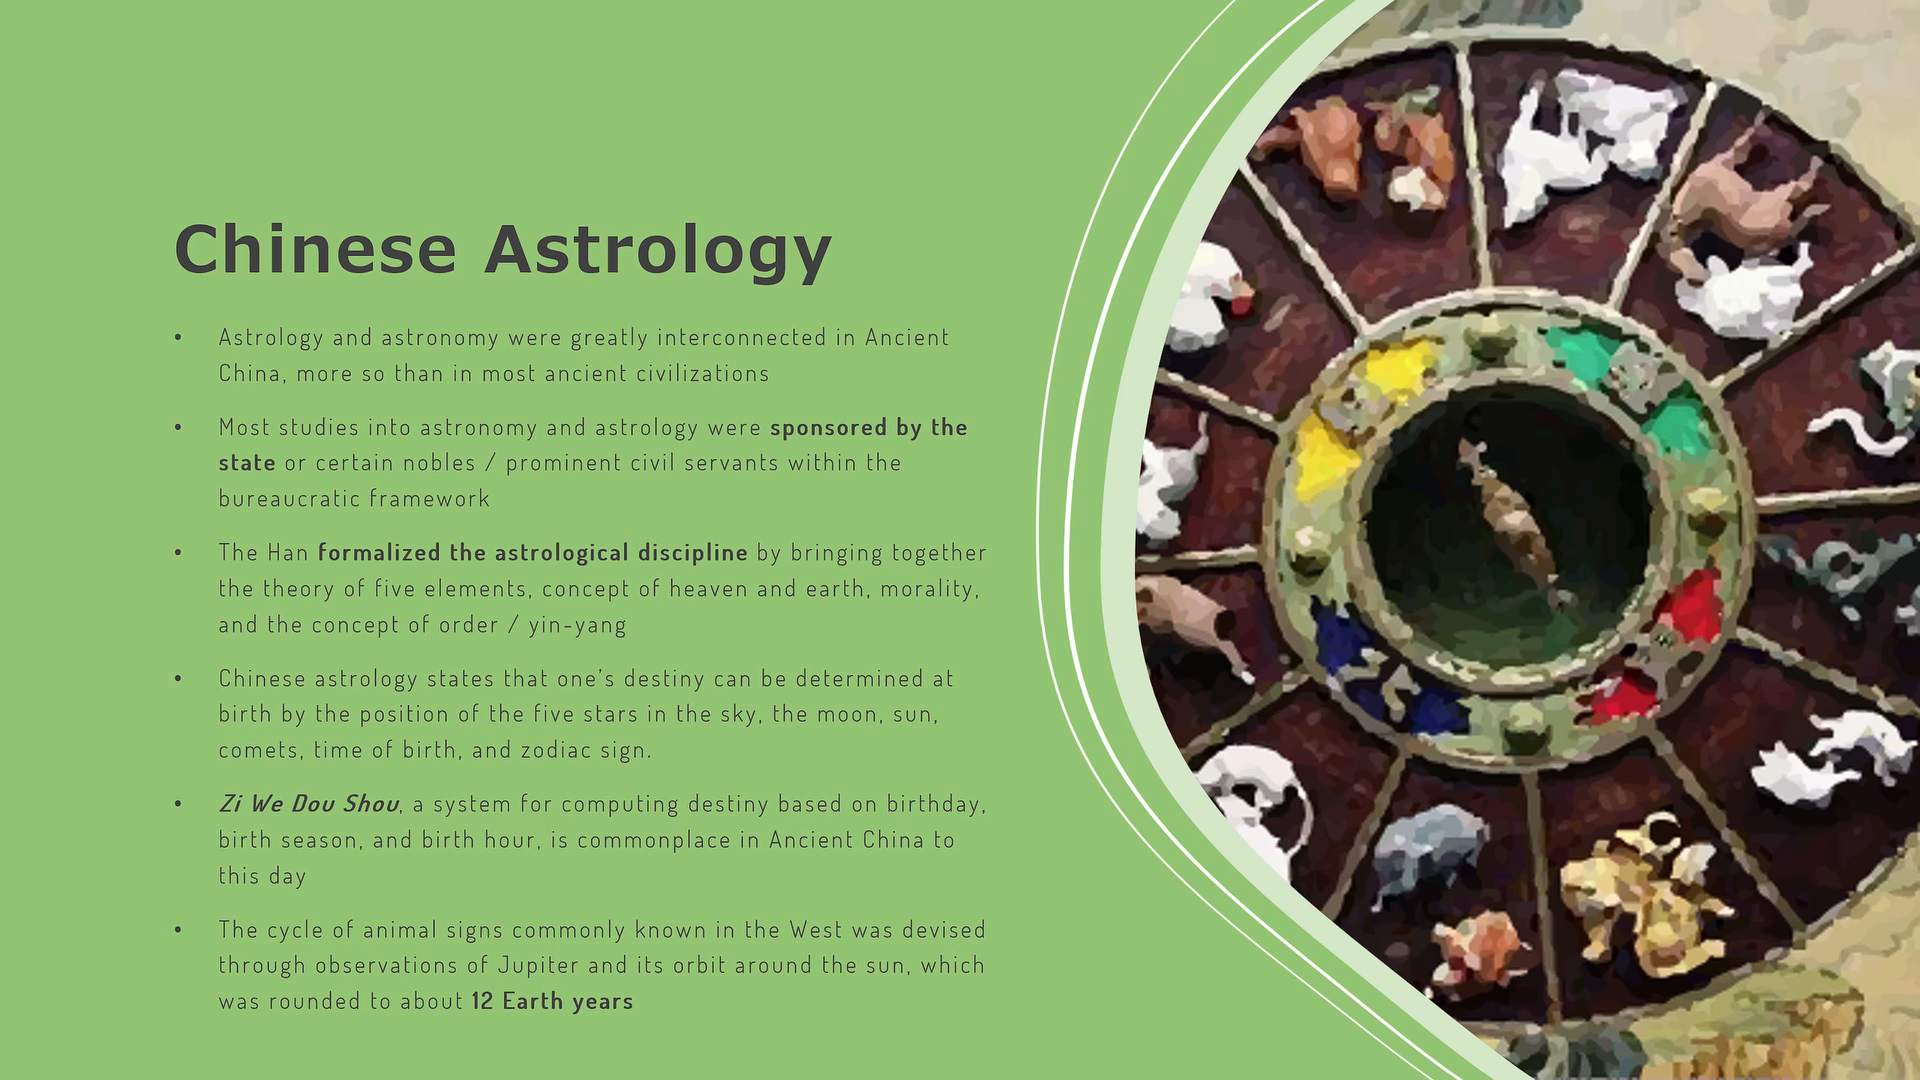 Chinese Astrology
• Astrology and astronomy were greatly interconnected in Ancient
China, more so than in most ancient civilizations
• Most studies into astronomy and astrology were sponsored by the
state or certain nobles / prominent civil servants within the
bureaucratic framework
• The Han formalized the astrological discipline by bringing together
the theory of five elements, concept of heaven and earth, morality,
and the concept of order / yin-yang
• Chinese astrology states that one’s destiny can be determined at
birth by the position of the five stars in the sky, the moon, sun,
comets, time of birth, and zodiac sign.
• Zi We Dou Shou, a system for computing destiny based on birthday,
birth season, and birth hour, is commonplace in Ancient China to
this day
• The cycle of animal signs commonly known in the West was devised
through observations of Jupiter and its orbit around the sun, which
was rounded to about 12 Earth years